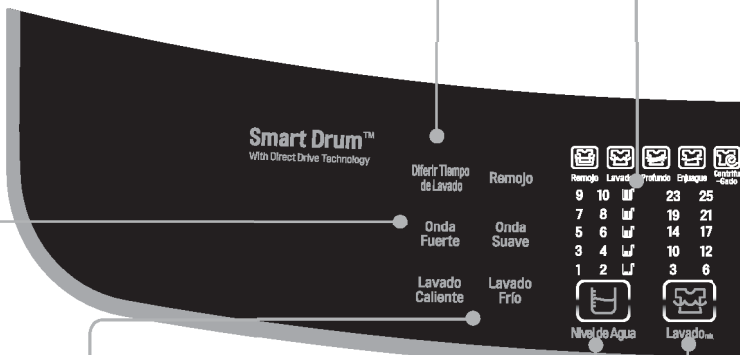 Smart Drum™
With Direct Drive Technology
Diferir Tiempo
de Lavado
Remojo
Onda
Fuerte
Onda
Suave
Lavado
Caliente
Lavado
Frío
Remojo Lavado Profundo Enjuague Centrifu
-Gado
9 10 23 25
7 8 19 21
5 6 14 17
3 4 10 12
1 2 3 6
Nivel de Agua
Lavado